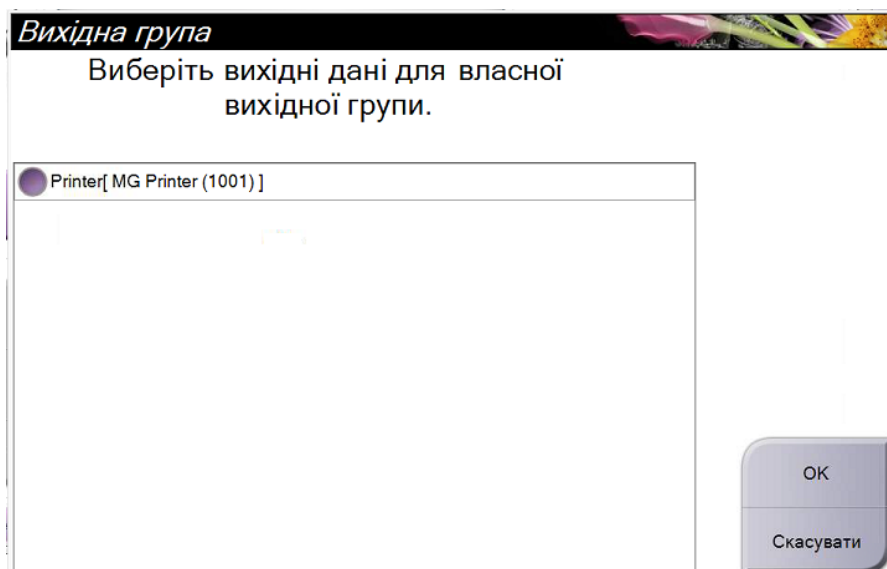 Вихідна група
Виберіть вихідні дані для власної
вихідної групи.
Printer[ MG Printer (1001) ]
OK
Скасувати